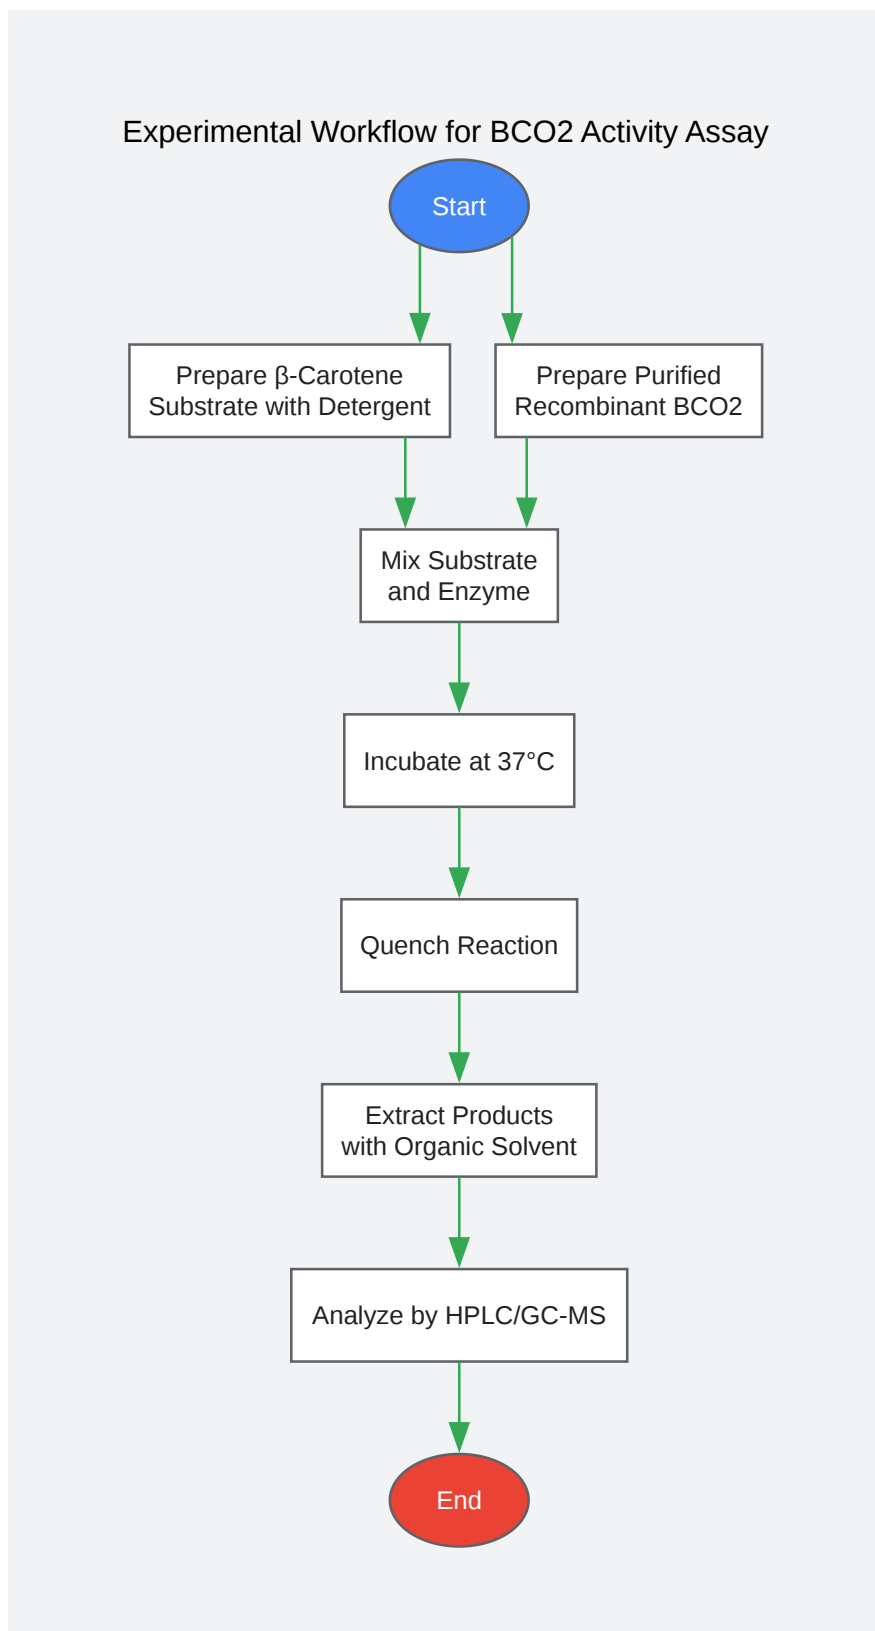 Experimental Workflow for BCO2 Activity Assay
Start
Prepare β-Carotene
Substrate with Detergent
Prepare Purified
Recombinant BCO2
Mix Substrate
and Enzyme
Incubate at 37°C
Quench Reaction
Extract Products
with Organic Solvent
Analyze by HPLC/GC-MS
End